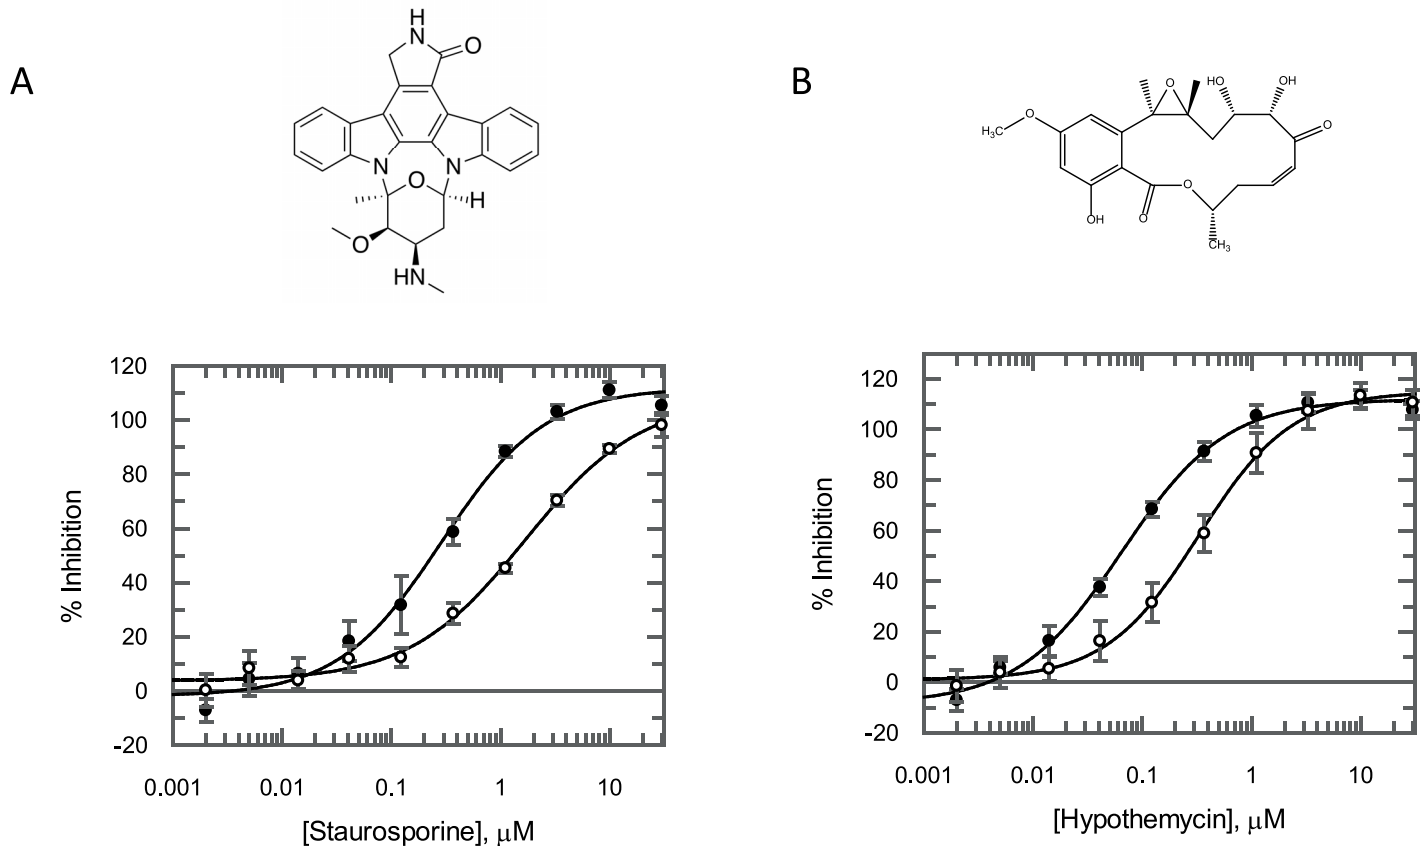 A
H
N
O
N
N
O
H
O
HN
B
O
HO
OH
O
H3C
O
O
OH
O
CH3
120
100
80
60
40
20
0
-20
% Inhibition
0.001 0.01 0.1 1 10
[Staurosporine], μM
120
100
80
60
40
20
0
-20
% Inhibition
0.001 0.01 0.1 1 10
[Hypothemycin], μM